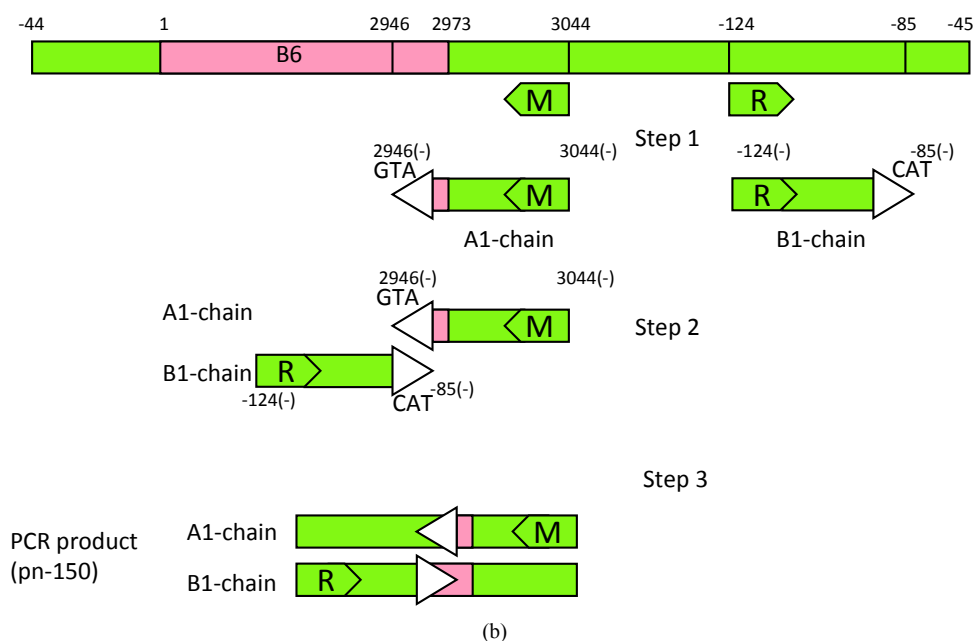 -44 1 2946 2973 3044 -124 -85 -45
B6
M R
Step 1
2946(-) 3044(-) -124(-) -85(-)
GTA CAT
M R
A1-chain B1-chain
2946(-) 3044(-)
GTA
A1-chain M Step 2
B1-chain R
-124(-) CAT -85(-)
Step 3
A1-chain M
PCR product
(pn-150)
B1-chain R
(b)